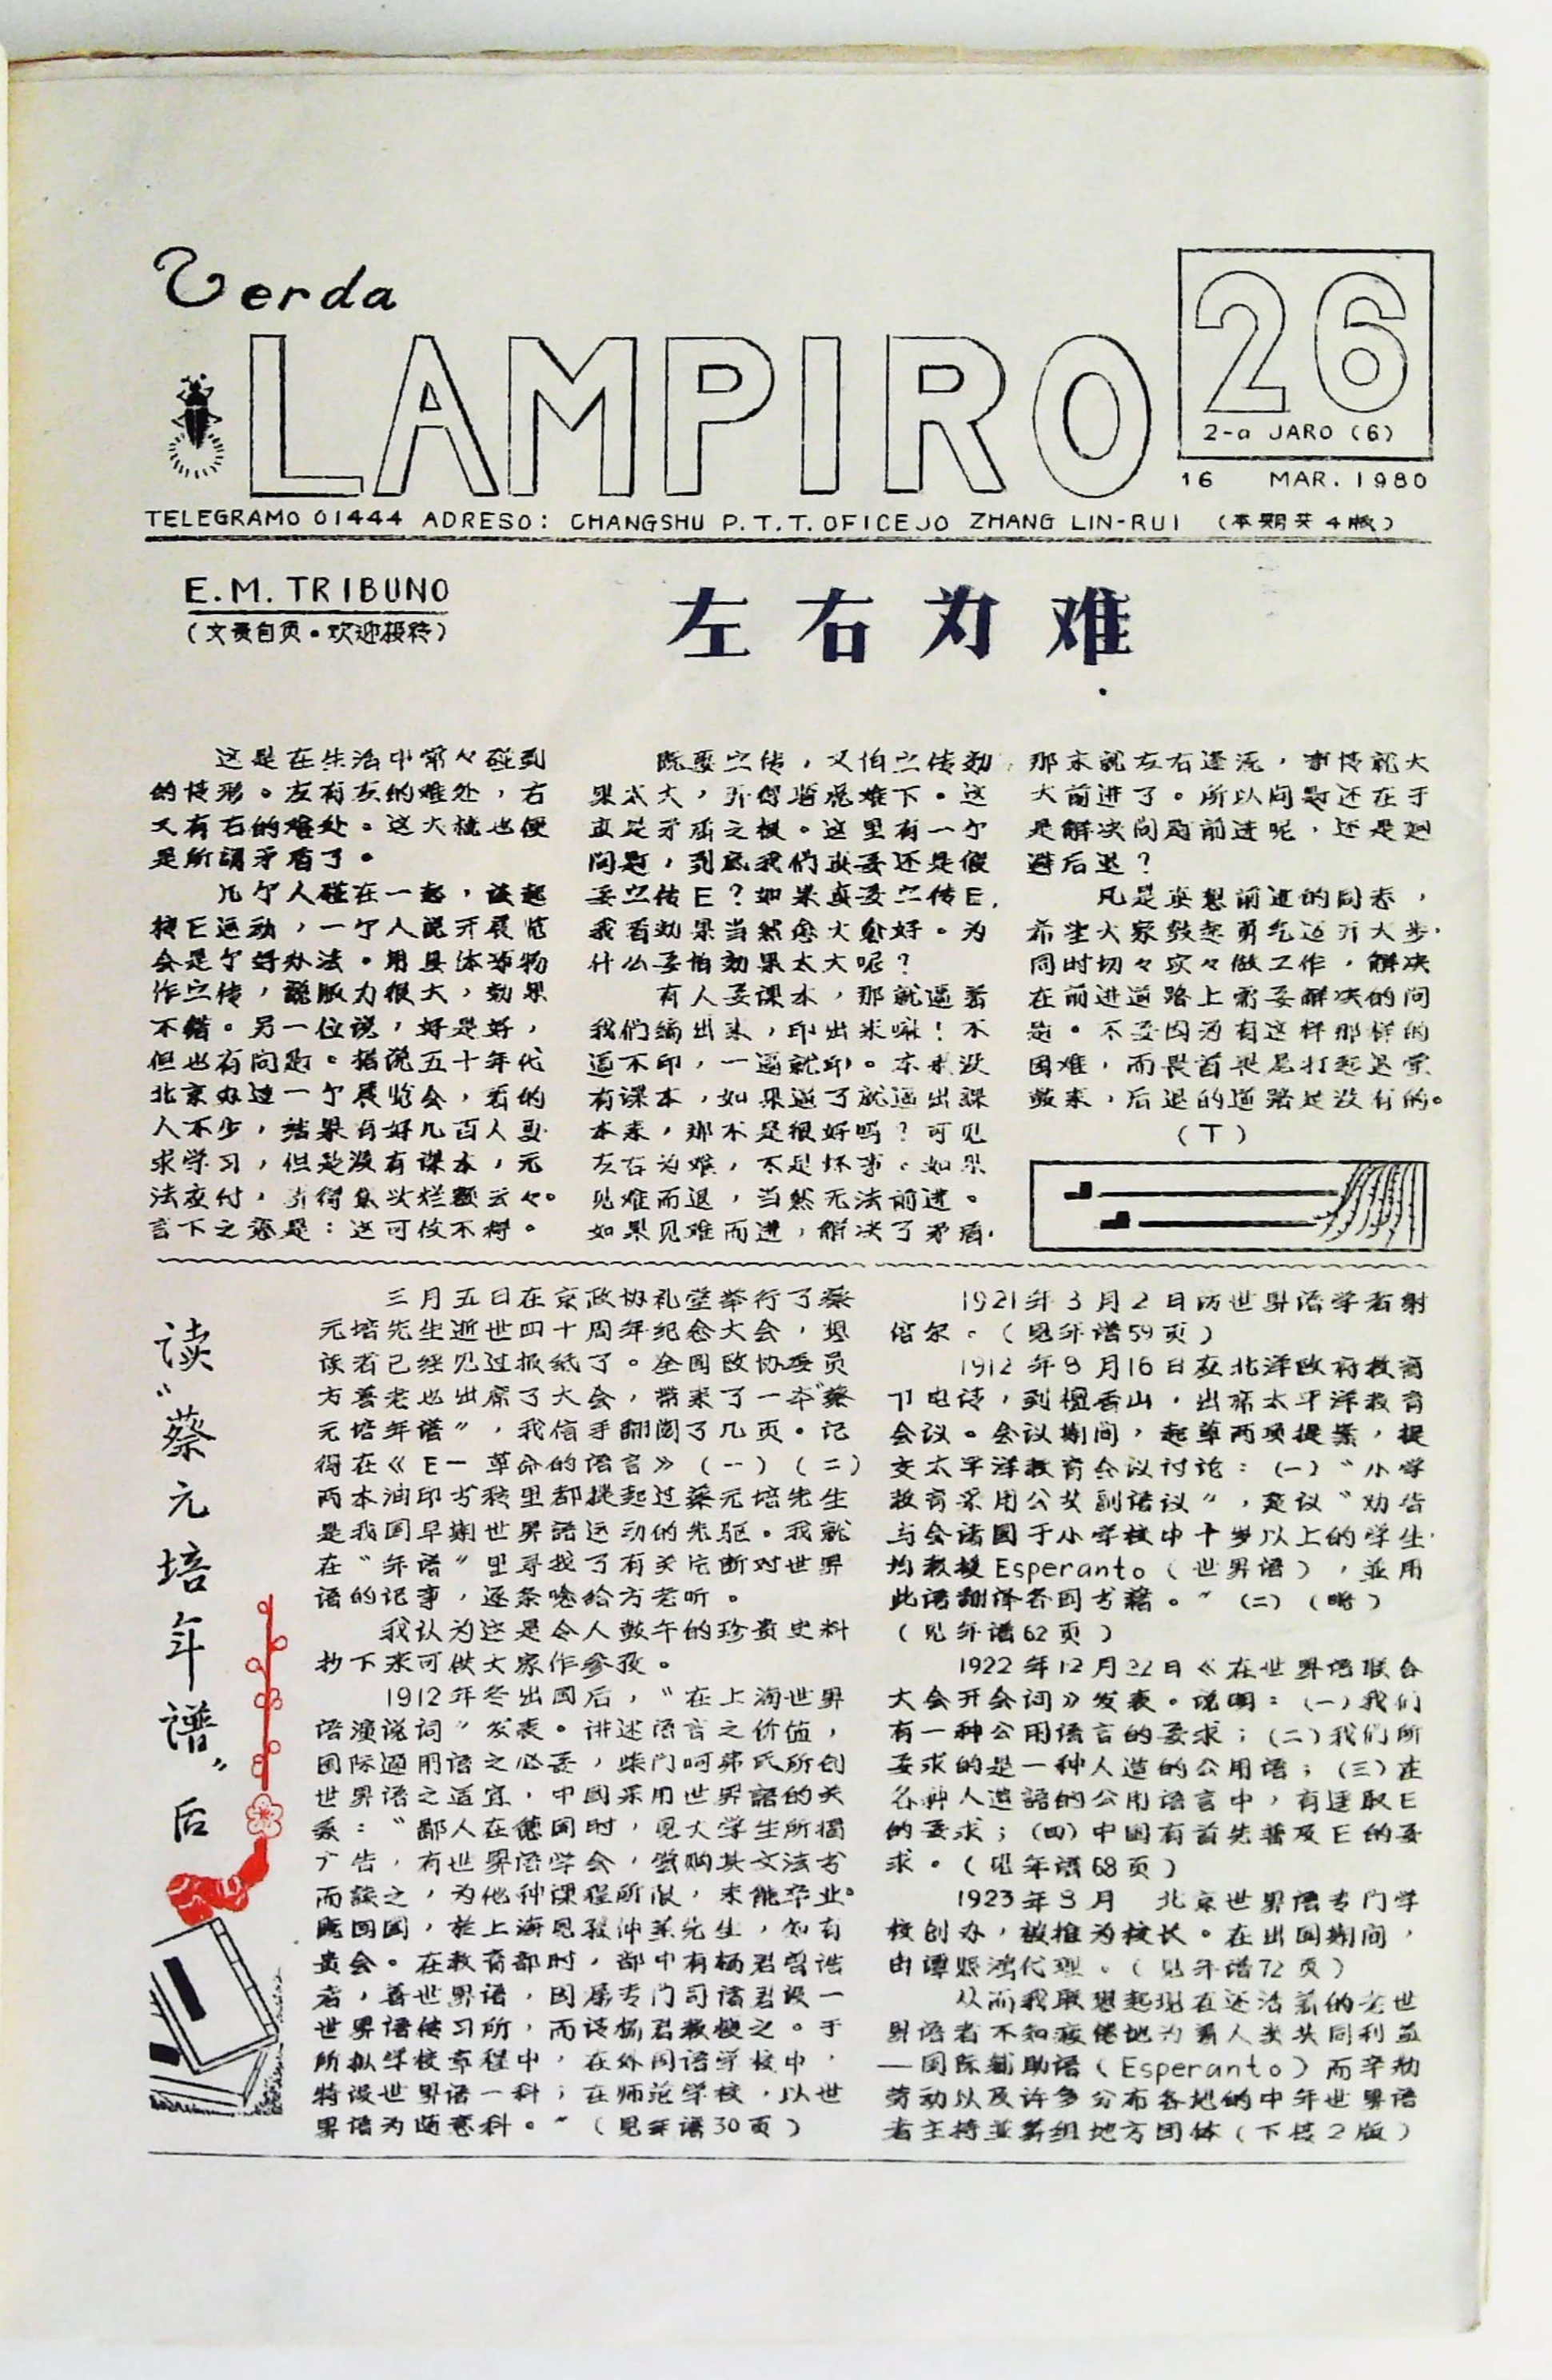 Verda
LAMPIRO
26
2-a JARO (6)
16 MAR. 1980
TELEGRAMO 01444 ADRESO: CHANGSHU P.T.T. OFICEJO ZHANG LIN-RUI (本期共4版)
E.M. TRIBUNO
(文责自负。欢迎接转)
左右为难
这是在生活中常々碰到
的情形。左有左的难处,右
又有右的难处。这大概也便
是所谓矛盾了。
几个人碰在一起,谈起
搞E运动,一个人说开展览
会是个好办法。用具体实物
作宣传,说服力很大,効果
不错。另一位说,好是好,
但也有问题。据说五十年代
北京办过一个展览会,看的
人不少,结果有好几百人要
求学习,但是没有课本,无
法应付,弄得焦头烂额云々。
言下之意是:这可使不得。
既要宣传,又怕宣传効
果太大,弄得骑虎难下。这
真是矛盾之极。这里有一个
问题,到底我们真要还是假
要宣传E?如果真要宣传E,
我看効果当然愈大愈好。为
什么要怕効果太大呢?
有人要课本,那就逼着
我们编出来,印出来嘛!不
逼不印,一逼就印。本来没
有课本,如果逼了就逼出課
本来,那不是很好吗?可见
左右为难,不是坏事。如果
见难而退,当然无法前进。
如果见难而进,解决了矛盾,
那末就左右逢源,事情就大
大前进了。所以问题还在于
是解决问题前进呢,还是回
避后退?
凡是真想前进的同志,
希望大家鼓起勇气迈开大步,
同时切々实々做工作,解决
在前进道路上需要解决的问
题。不要因为有这样那样的
困难,而畏首畏尾打起退堂
鼓来,后退的道路是没有的。
(T)
读“蔡元培年谱”后
三月五日在京政协礼堂举行了蔡
元培先生逝世四十周年纪念大会,想
读者已经见过报紙了。全国政协委员
方善老也出席了大会,带来了一本“蔡
元培年谱”,我信手翻阅了几页。记
得在《E—革命的语言》(一)(二)
两本油印书稿里都提起过蔡元培先生
是我国早期世界語运动的先驱。我就
在“年谱”里寻找了有关片断对世界
语的记事,逐条唸给方老听。
我认为这是令人鼓午的珍贵史料
抄下来可供大家作参孜。
1912年冬出国后,“在上海世界
语演说词”发表。讲述语言之价值,
国际通用语之必要,柴门呵弗氏所创
世界语之适宜,中国采用世界語的关
系:“鄙人在德国时,见大学生所揭
广告,有世界语学会,尝购其文法书
而读之,为他种课程所限,未能卒业。
既回国,於上海见孫仲英先生,知有
贵会。在教育部时,部中有杨君曾诰
者,善世界语,因属专门司诸君设一
世界语传习所,而请杨君教授之。于
所拟学校章程中,在外国语学校中,
特设世界语一科;在师范学校,以世
界语为随意科。”(见年谱30页)
1921年3月2日访世界语学者射
倍尔。(见年谱59页)
1912年8月16日应北洋政府教育
卩电请,到檀香山,出席太平洋教育
会议。会议期间,起草两项提案,提
交太平洋教育会议讨论:(一)“小学
教育采用公共副语议”,建议“劝告
与会诸国于小学校中十岁以上的学生,
均教授Esperanto(世界语),並用
此语翻译各国书籍。”(二)(略)
(见年谱62页)
1922年12月22日《在世界语联合
大会开会词》发表。说明:(一)我们
有一种公用语言的要求;(二)我们所
要求的是一种人造的公用语;(三)在
各种人造語的公用语言中,有选取E
的要求;(四)中国有首先普及E的要
求。(见年谱68页)
1923年3月 北京世界语专门学
校创办,被推为校长。在出国期间,
由谭熙鸿代理。(见年谱72页)
从而我联想起现在还活着的老世
界语者不知疲倦地为着人类共同利益
—国际辅助语(Esperanto)而辛勤
劳动以及许多分布各地的中年世界语
者主持並筹组地方团体(下接2版)